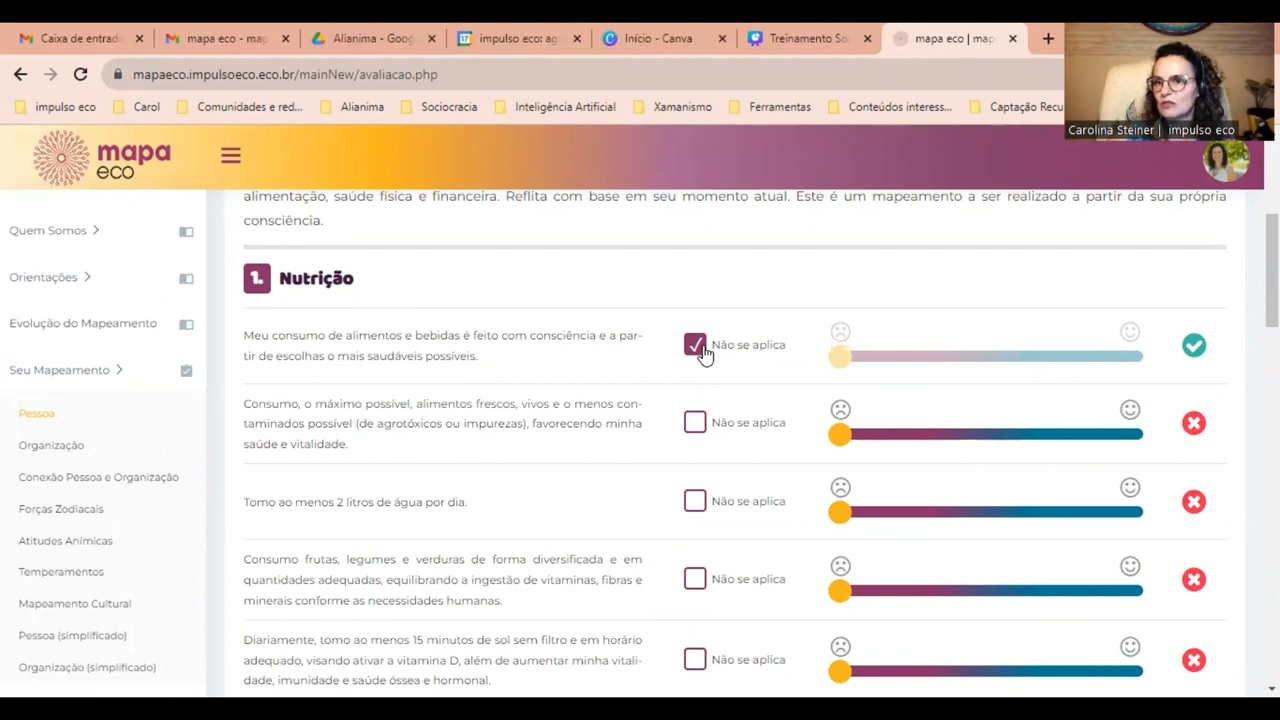 Caixa de entrad
mapa eco - map
Alianima - Goog
impulso eco: ag
Início - Canva
Treinamento So
mapa eco | map
mapaeco.impulsoeco.eco.br/mainNew/avaliacao.php
impulso eco
Carol
Comunidades e red...
Alianima
Sociocracia
Inteligência Artificial
Xamanismo
Ferramentas
Conteúdos interess...
Captação Recu
Carolina Steiner | impulso eco
mapa
eco
alimentação, saúde física e financeira. Reflita com base em seu momento atual. Este é um mapeamento a ser realizado a partir da sua própria
consciência.
Quem Somos
Orientações
Evolução do Mapeamento
Seu Mapeamento
Pessoa
Organização
Conexão Pessoa e Organização
Forças Zodiacais
Atitudes Anímicas
Temperamentos
Mapeamento Cultural
Pessoa (simplificado)
Organização (simplificado)
1. Nutrição
Meu consumo de alimentos e bebidas é feito com consciência e a par-
tir de escolhas o mais saudáveis possíveis.
Não se aplica
Consumo, o máximo possível, alimentos frescos, vivos e o menos con-
taminados possível (de agrotóxicos ou impurezas), favorecendo minha
saúde e vitalidade.
Não se aplica
Tomo ao menos 2 litros de água por dia.
Não se aplica
Consumo frutas, legumes e verduras de forma diversificada e em
quantidades adequadas, equilibrando a ingestão de vitaminas, fibras e
minerais conforme as necessidades humanas.
Não se aplica
Diariamente, tomo ao menos 15 minutos de sol sem filtro e em horário
adequado, visando ativar a vitamina D, além de aumentar minha vitali-
dade, imunidade e saúde óssea e hormonal.
Não se aplica